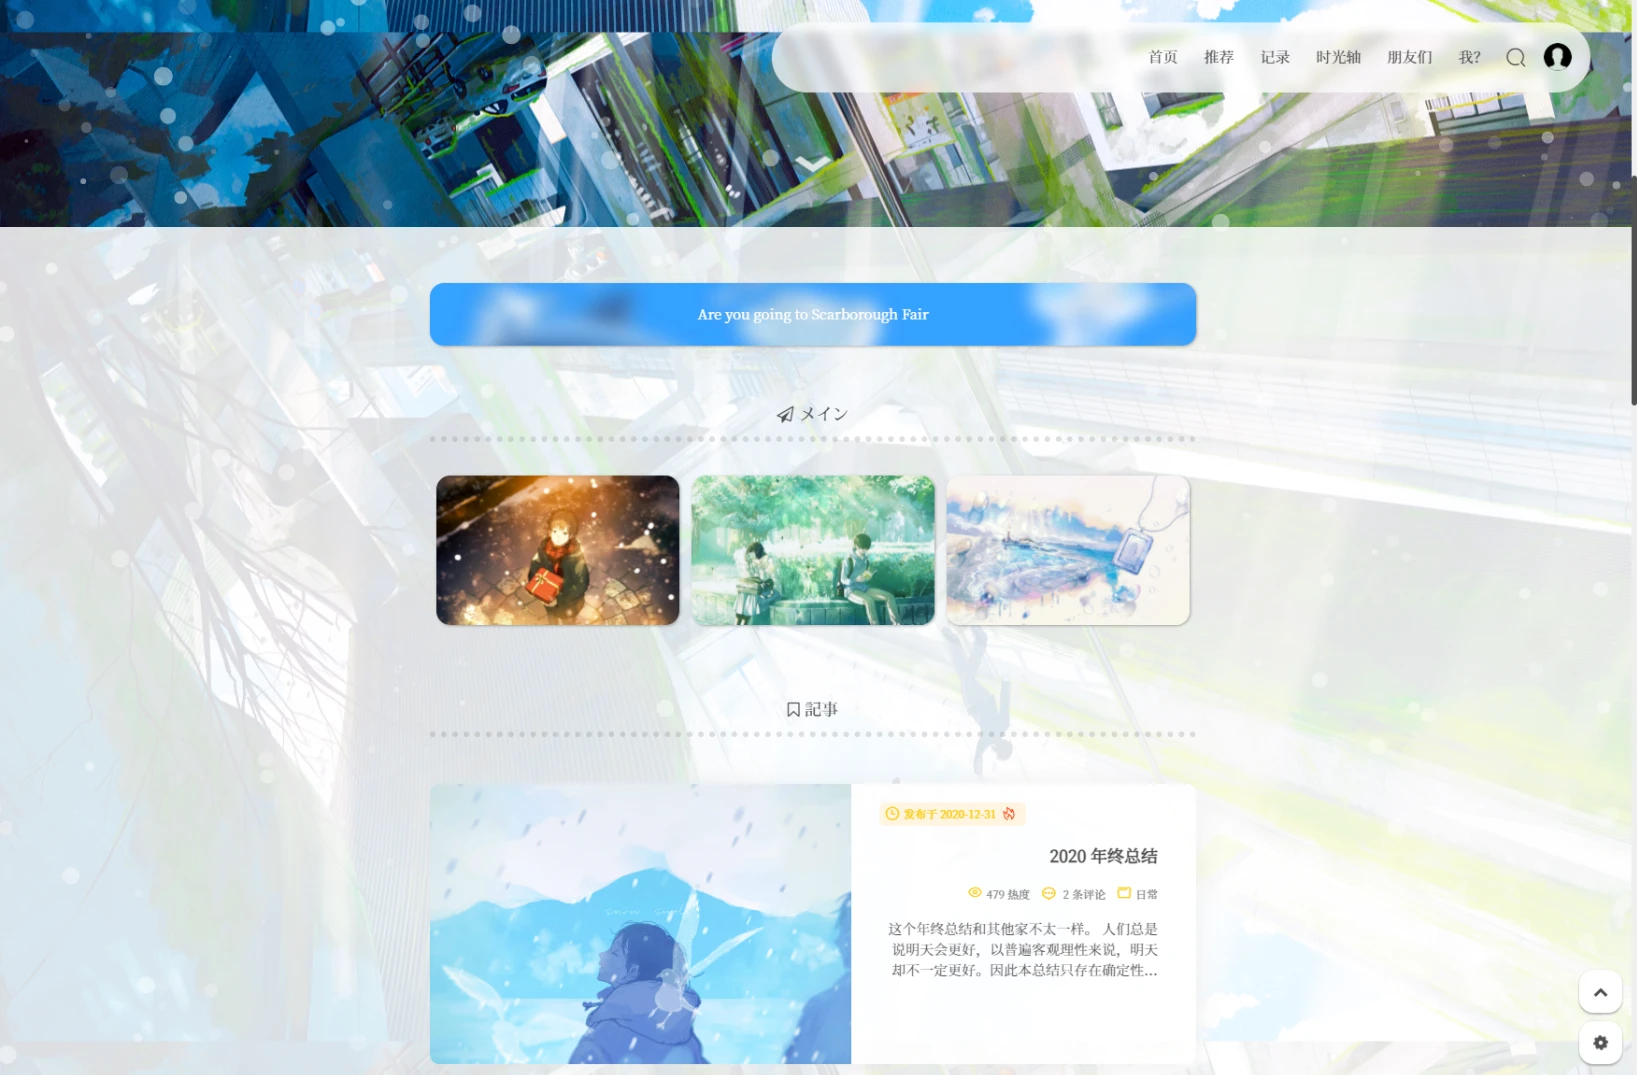 首页 推荐 记录 时光轴 朋友们 我？
Are you going to Scarborough Fair
メイン
記事
发布于 2020-12-31
2020 年终总结
479 热度 2 条评论 日常
这个年终总结和其他家不太一样。 人们总是
说明天会更好，以普遍客观理性来说，明天
却不一定更好。因此本总结只存在确定性...